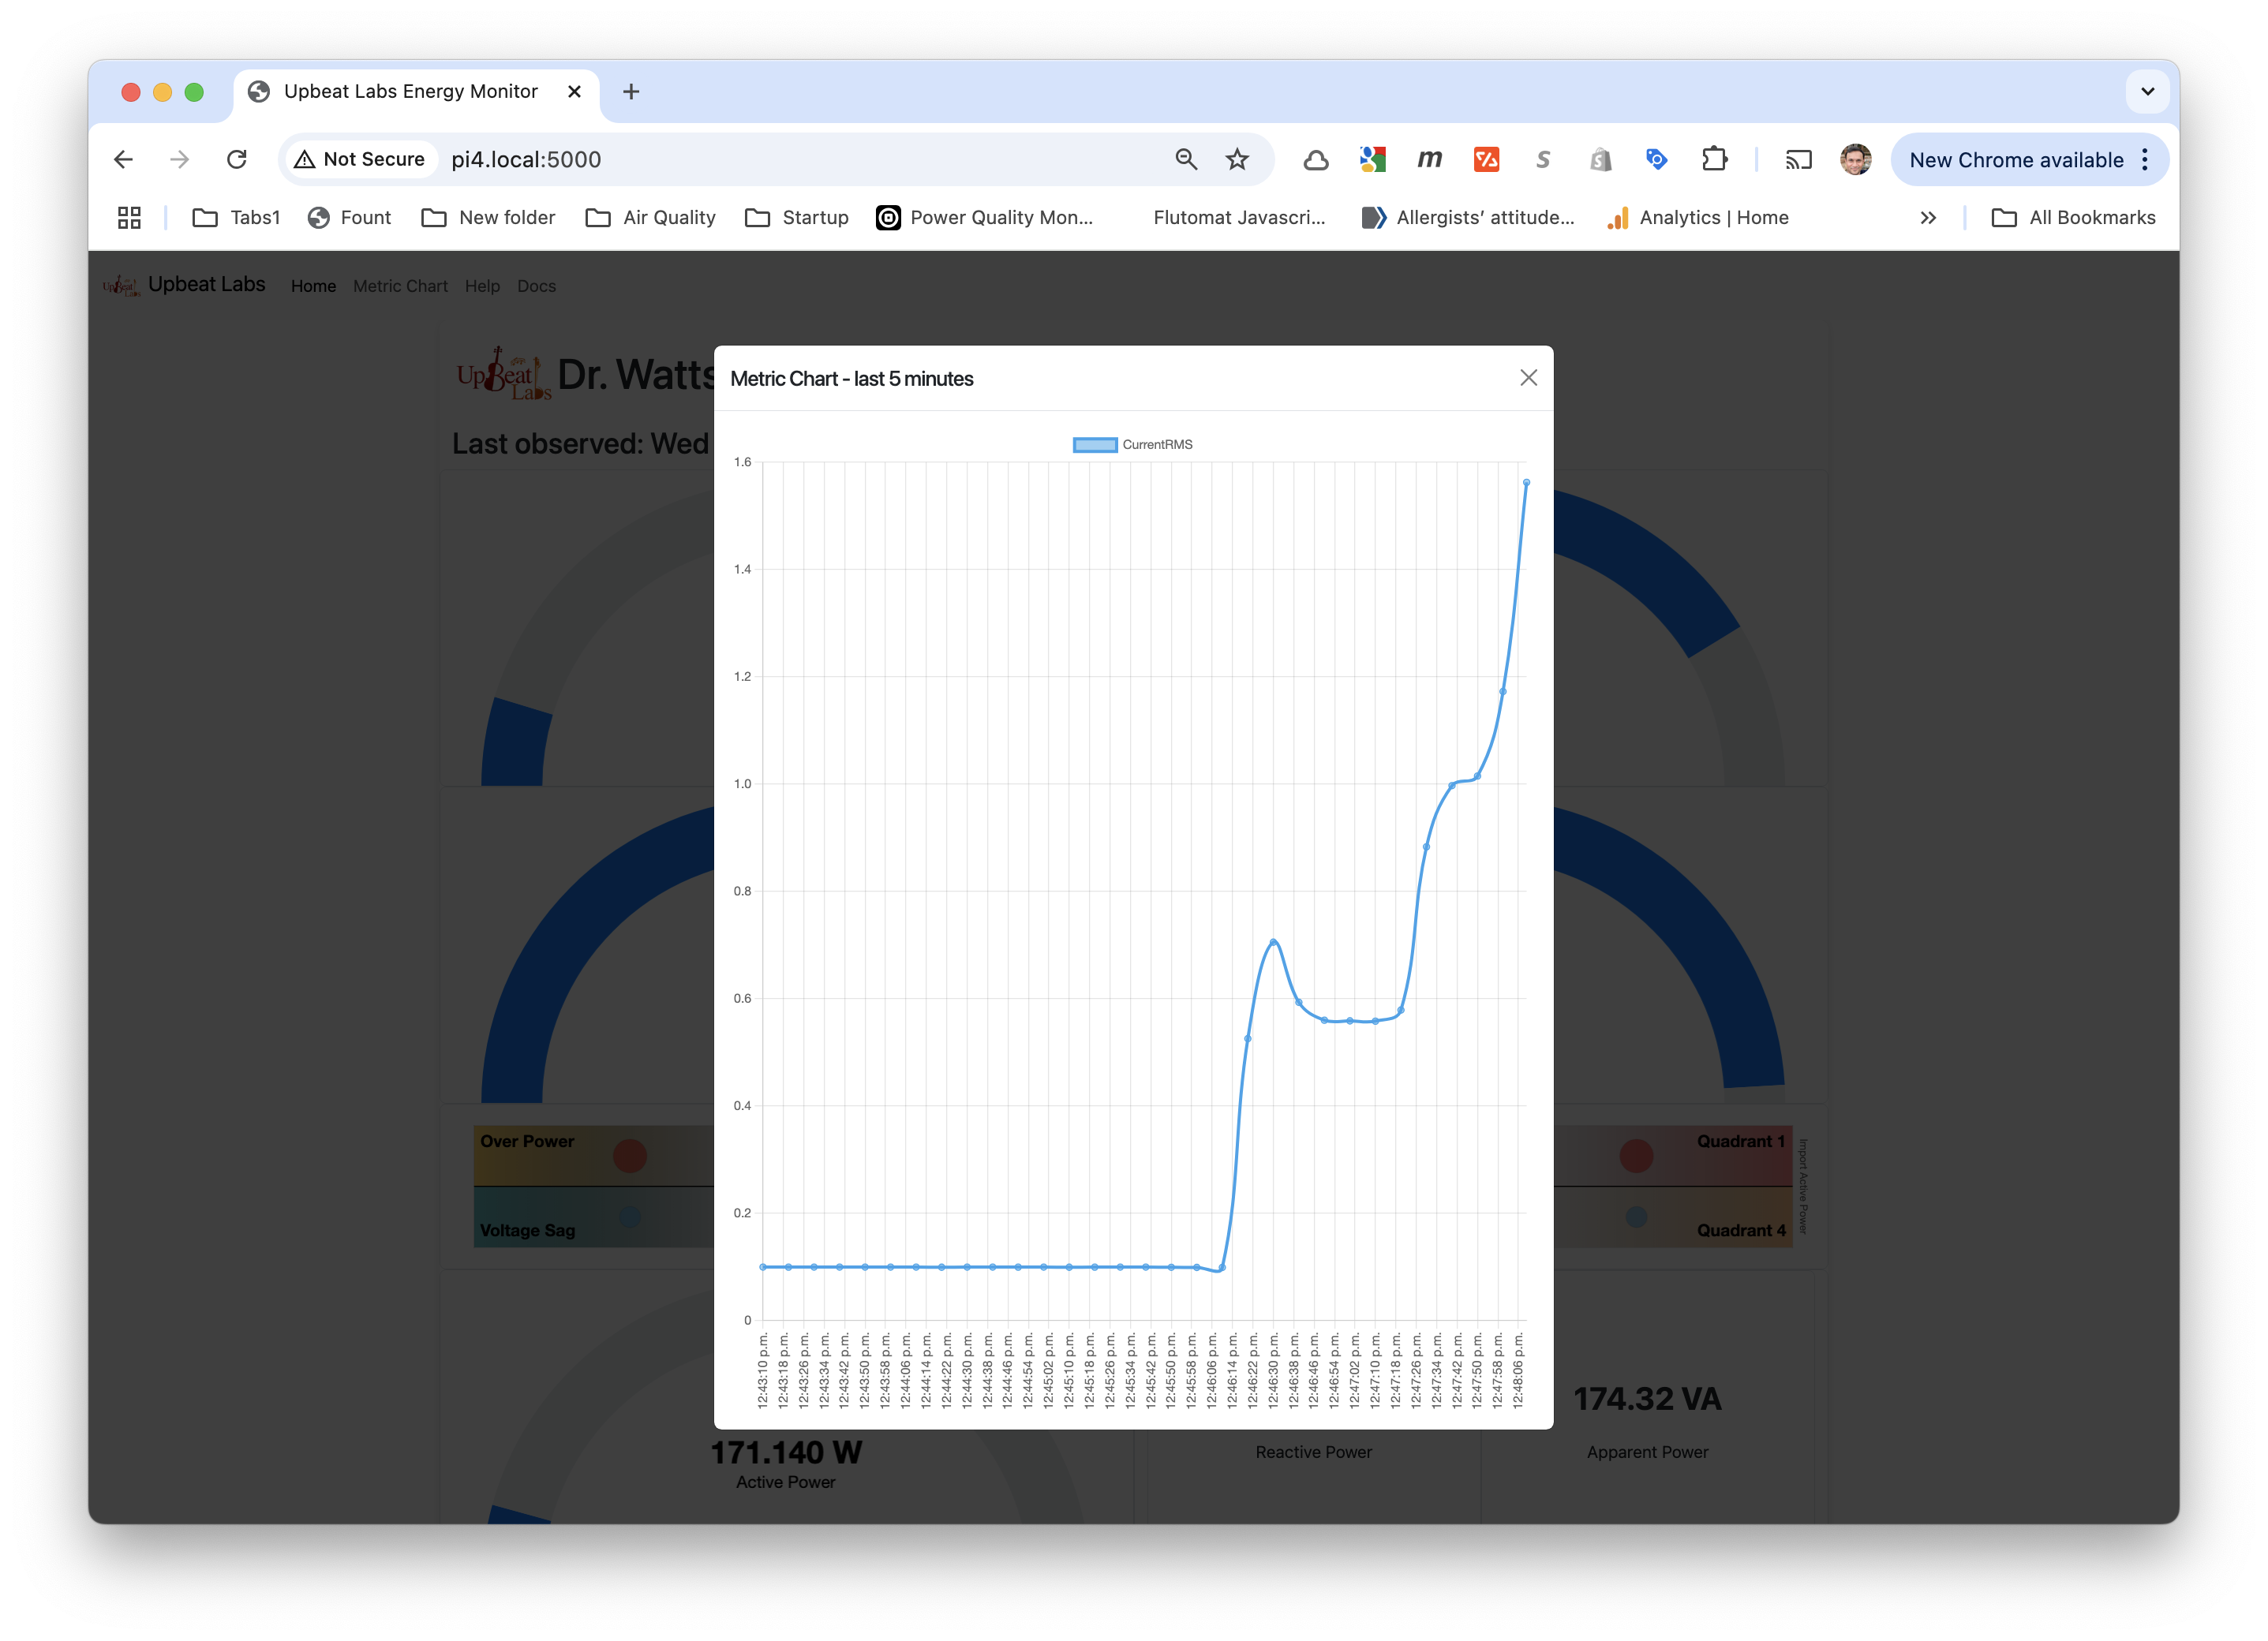 Upbeat Labs Energy Monitor
Not Secure pi4.local:5000 New Chrome available
Tabs1 Fount New folder Air Quality Startup Power Quality Mon... Flutomat Javascri... Allergists’ attitude... Analytics | Home » All Bookmarks
UpBeat Labs Upbeat Labs Home Metric Chart Help Docs
UpBeat Labs Dr. Watts
Last observed: Wed
Metric Chart - last 5 minutes
CurrentRMS
1.6
1.4
1.2
1.0
0.8
0.6
0.4
0.2
0
12:43:10 p.m.
12:43:18 p.m.
12:43:26 p.m.
12:43:34 p.m.
12:43:42 p.m.
12:43:50 p.m.
12:43:58 p.m.
12:44:06 p.m.
12:44:14 p.m.
12:44:22 p.m.
12:44:30 p.m.
12:44:38 p.m.
12:44:46 p.m.
12:44:54 p.m.
12:45:02 p.m.
12:45:10 p.m.
12:45:18 p.m.
12:45:26 p.m.
12:45:34 p.m.
12:45:42 p.m.
12:45:50 p.m.
12:45:58 p.m.
12:46:06 p.m.
12:46:14 p.m.
12:46:22 p.m.
12:46:30 p.m.
12:46:38 p.m.
12:46:46 p.m.
12:46:54 p.m.
12:47:02 p.m.
12:47:10 p.m.
12:47:18 p.m.
12:47:26 p.m.
12:47:34 p.m.
12:47:42 p.m.
12:47:50 p.m.
12:47:58 p.m.
12:48:06 p.m.
Over Power
Voltage Sag
Quadrant 1
Quadrant 4
Import Active Power
171.140 W
Active Power
Reactive Power
174.32 VA
Apparent Power